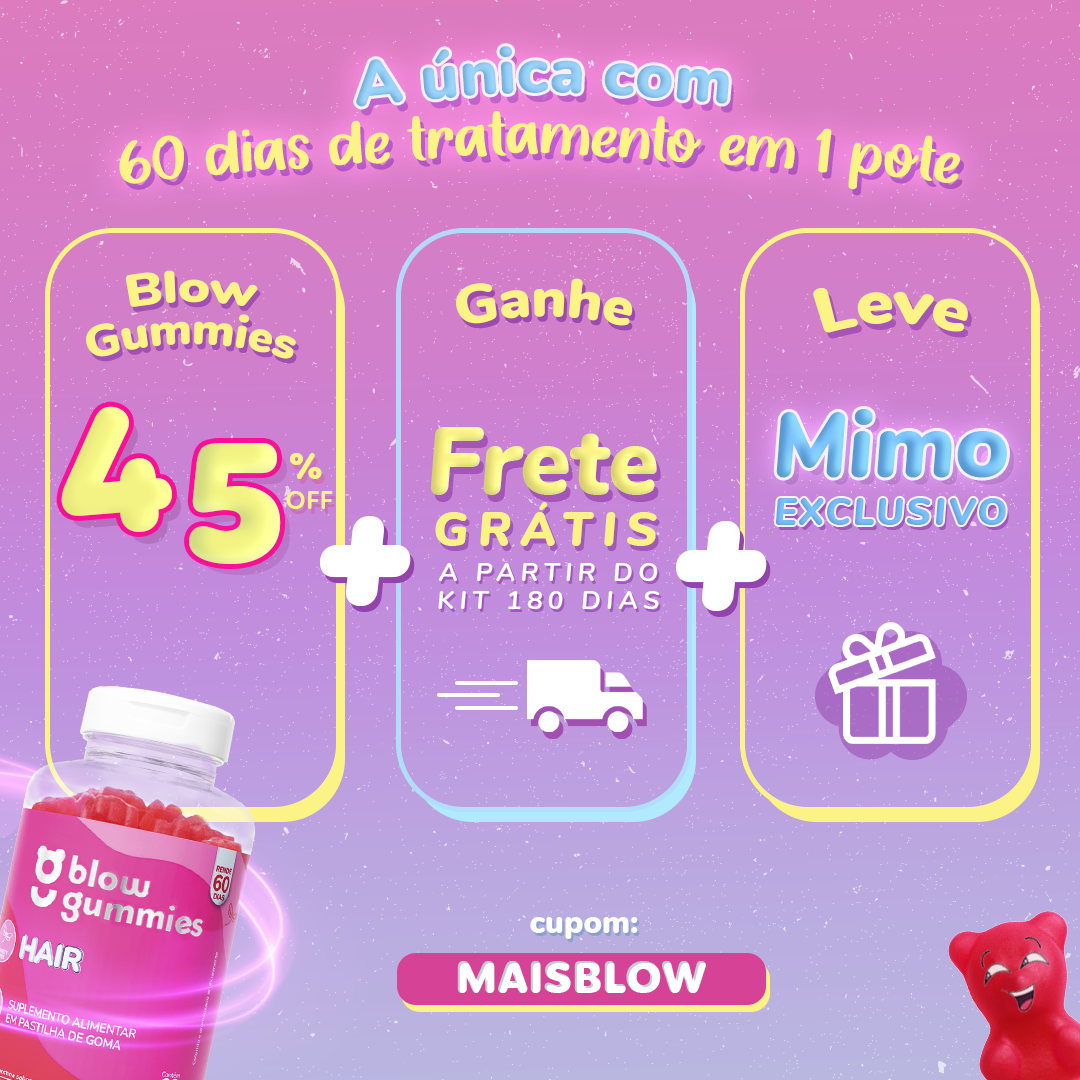 A única com
60 dias de tratamento em 1 pote
Blow
Gummies
45
%
OFF
Ganhe
Frete
GRÁTIS
A PARTIR DO
KIT 180 DIAS
Leve
Mimo
EXCLUSIVO
blow
gummies
RENDE
60
DIAS
HAIR
SUPLEMENTO ALIMENTAR
EM PASTILHA DE GOMA
Contém
cupom:
MAISBLOW